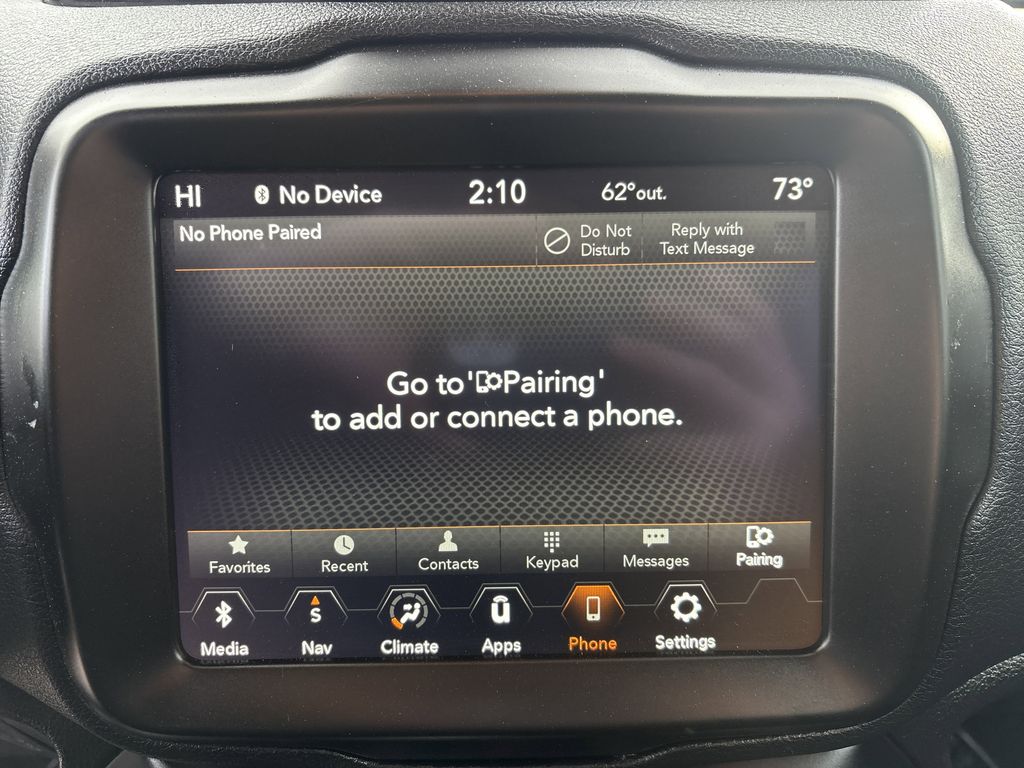 HI No Device 2:10 62°out. 73°
No Phone Paired
Do Not
Disturb
Reply with
Text Message
Go to 'Pairing'
to add or connect a phone.
Favorites Recent Contacts Keypad Messages Pairing
S
Media Nav Climate Apps Phone Settings